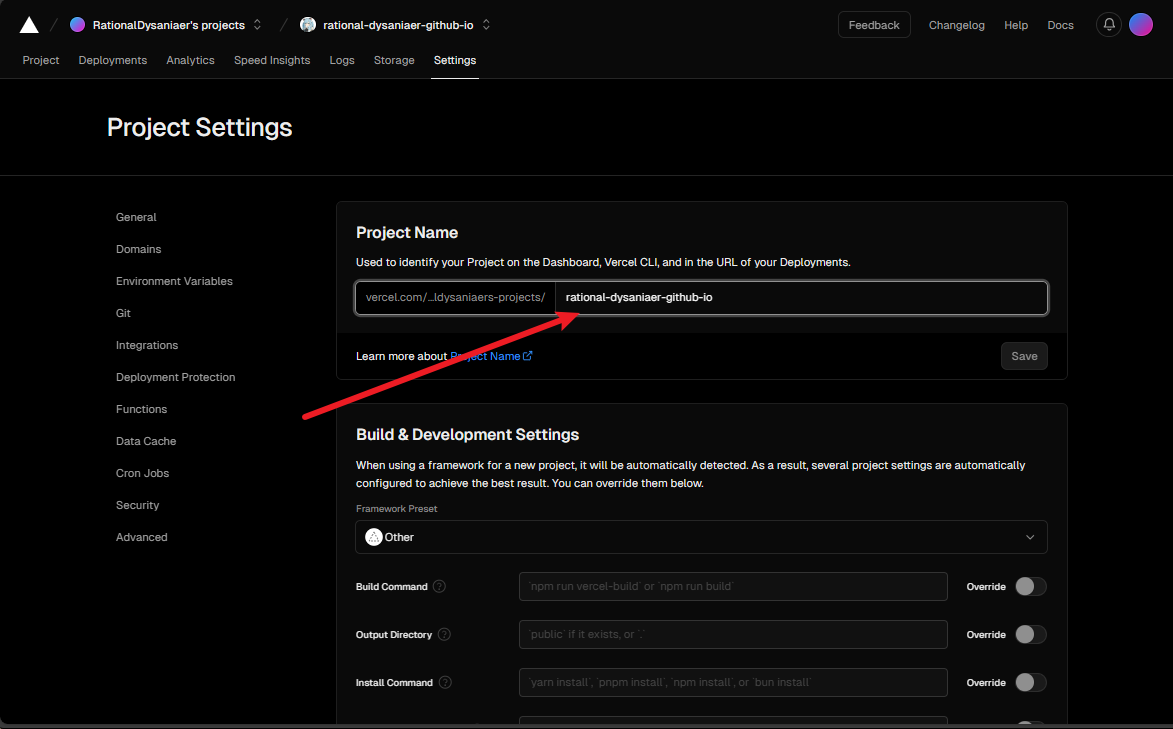 RationalDysaniaer's projects
rational-dysaniaer-github-io
Feedback
Changelog
Help
Docs
Project
Deployments
Analytics
Speed Insights
Logs
Storage
Settings
Project Settings
General
Domains
Environment Variables
Git
Integrations
Deployment Protection
Functions
Data Cache
Cron Jobs
Security
Advanced
Project Name
Used to identify your Project on the Dashboard, Vercel CLI, and in the URL of your Deployments.
vercel.com/…ldysaniaers-projects/
rational-dysaniaer-github-io
Learn more about Project Name
Save
Build & Development Settings
When using a framework for a new project, it will be automatically detected. As a result, several project settings are automatically
configured to achieve the best result. You can override them below.
Framework Preset
Other
Build Command
`npm run vercel-build` or `npm run build`
Override
Output Directory
`public` if it exists, or `.`
Override
Install Command
`yarn install`, `pnpm install`, `npm install`, or `bun install`
Override